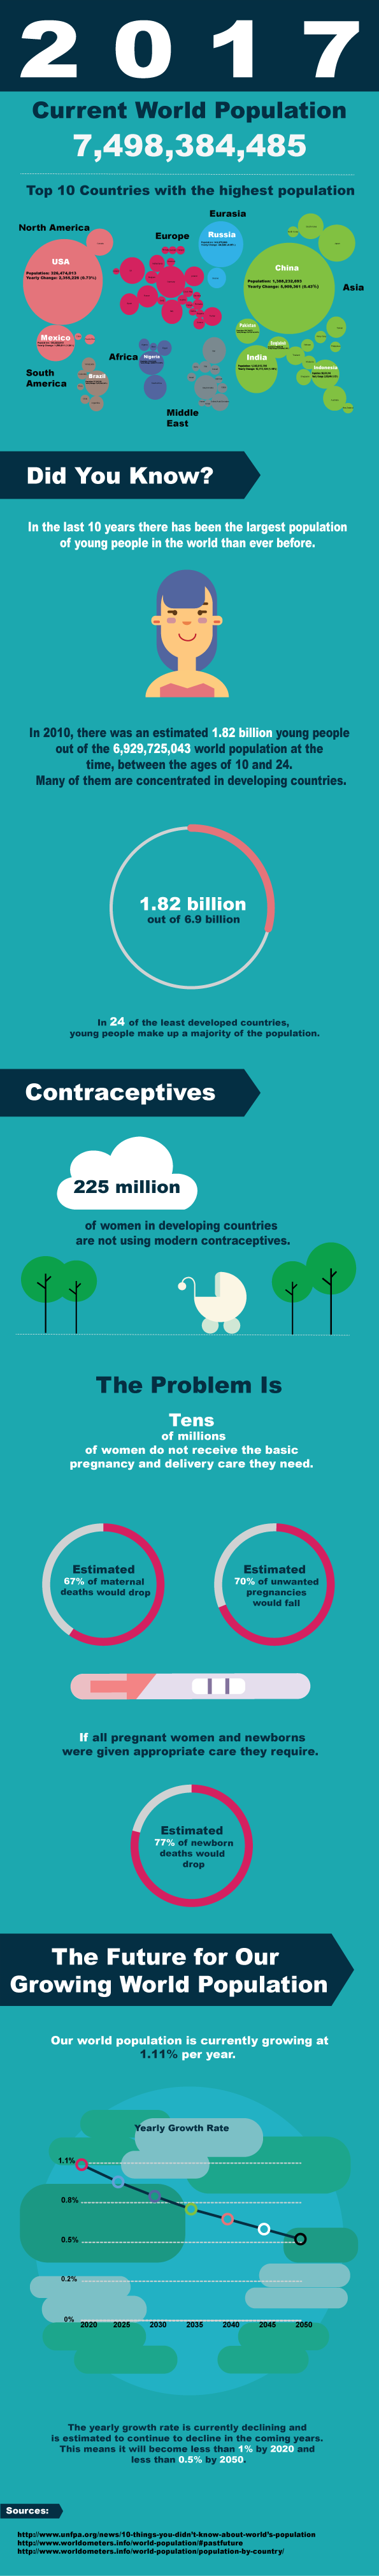 2017
Current World Population
7,498,384,485
Top 10 Countries with the highest population
Eurasia
North America
Europe
Russia
USA
Population: 326,474,013
Yearly Change: 2,355,226 (0.73%)
China
Population: 1,388,232,693
Yearly Change: 5,909,361 (0.43%)
Asia
Pakistan
Mexico
Africa
Nigeria
India
Indonesia
South
America
Brazil
Middle
East
Did You Know?
In the last 10 years there has been the largest population
of young people in the world than ever before.
In 2010, there was an estimated 1.82 billion young people
out of the 6,929,725,043 world population at the
time, between the ages of 10 and 24.
Many of them are concentrated in developing countries.
1.82 billion
out of 6.9 billion
In 24 of the least developed countries,
young people make up a majority of the population.
Contraceptives
225 million
of women in developing countries
are not using modern contraceptives.
The Problem Is
Tens
of millions
of women do not receive the basic
pregnancy and delivery care they need.
Estimated
67% of maternal
deaths would drop
Estimated
70% of unwanted
pregnancies
would fall
If all pregnant women and newborns
were given appropriate care they require.
Estimated
77% of newborn
deaths would
drop
The Future for Our
Growing World Population
Our world population is currently growing at
1.11% per year.
Yearly Growth Rate
1.1%
0.8%
0.5%
0.2%
0%
2020 2025 2030 2035 2040 2045 2050
The yearly growth rate is currently declining and
is estimated to continue to decline in the coming years.
This means it will become less than 1% by 2020 and
less than 0.5% by 2050.
Sources:
http://www.unfpa.org/news/10-things-you-didn't-know-about-world's-population
http://www.worldometers.info/world-population/#pastfuture
http://www.worldometers.info/world-population/population-by-country/